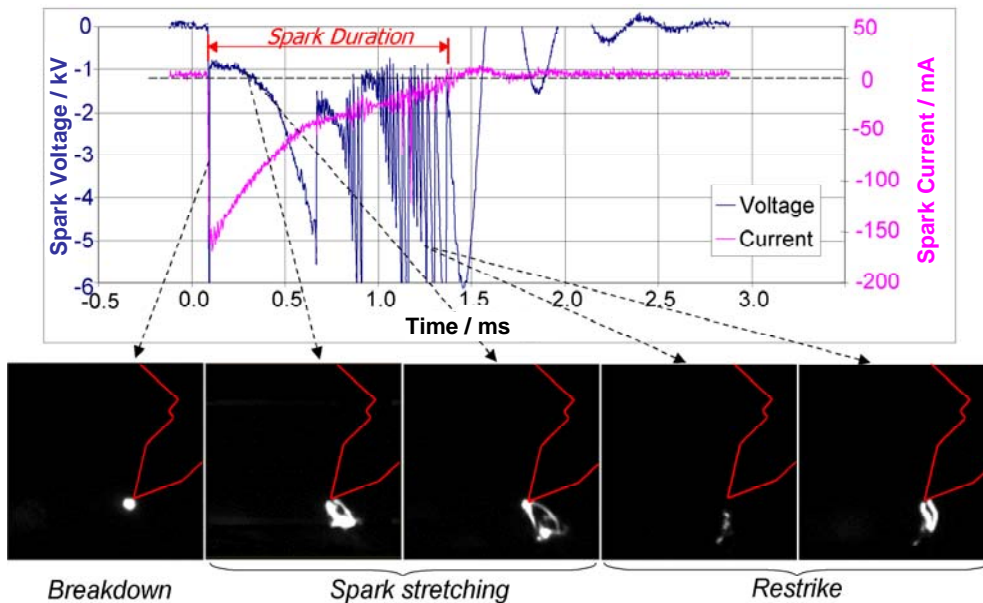 Spark Duration
0
-1
-2
-3
-4
-5
-6
Spark Voltage / kV
50
0
-50
-100
-150
-200
Spark Current / mA
Voltage
Current
-0.5 0.0 0.5 1.0 1.5 2.0 2.5 3.0
Time / ms
Breakdown Spark stretching Restrike